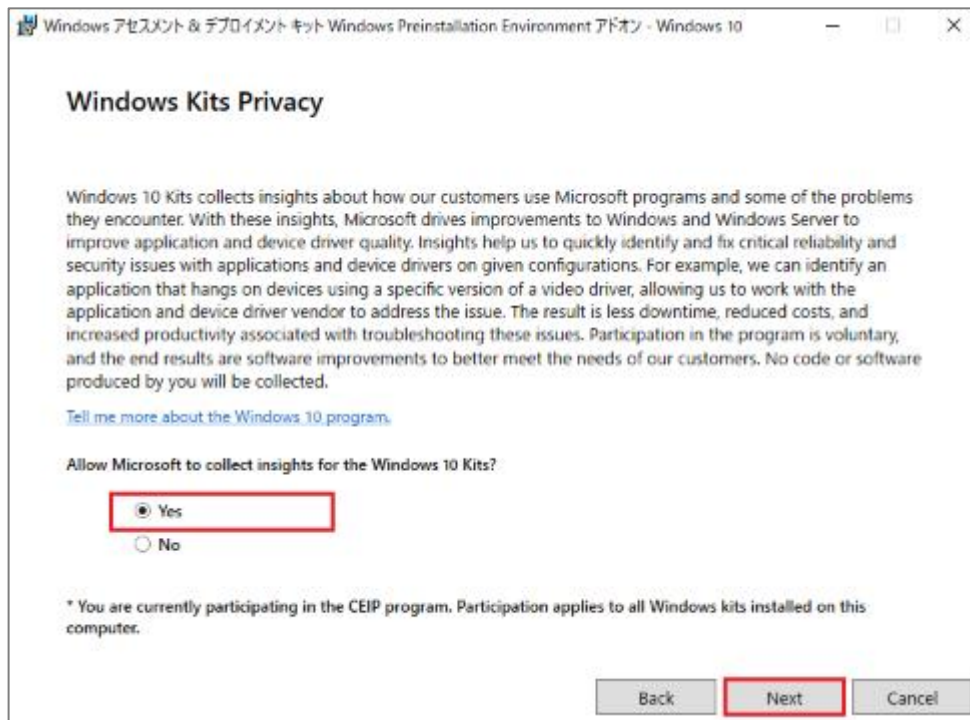 Windows アセスメント & デプロイメント キット Windows Preinstallation Environment アドオン - Windows 10
Windows Kits Privacy
Windows 10 Kits collects insights about how our customers use Microsoft programs and some of the problems
they encounter. With these insights, Microsoft drives improvements to Windows and Windows Server to
improve application and device driver quality. Insights help us to quickly identify and fix critical reliability and
security issues with applications and device drivers on given configurations. For example, we can identify an
application that hangs on devices using a specific version of a video driver, allowing us to work with the
application and device driver vendor to address the issue. The result is less downtime, reduced costs, and
increased productivity associated with troubleshooting these issues. Participation in the program is voluntary,
and the end results are software improvements to better meet the needs of our customers. No code or software
produced by you will be collected.
Tell me more about the Windows 10 program.
Allow Microsoft to collect insights for the Windows 10 Kits?
Yes
No
* You are currently participating in the CEIP program. Participation applies to all Windows kits installed on this
computer.
Back Next Cancel